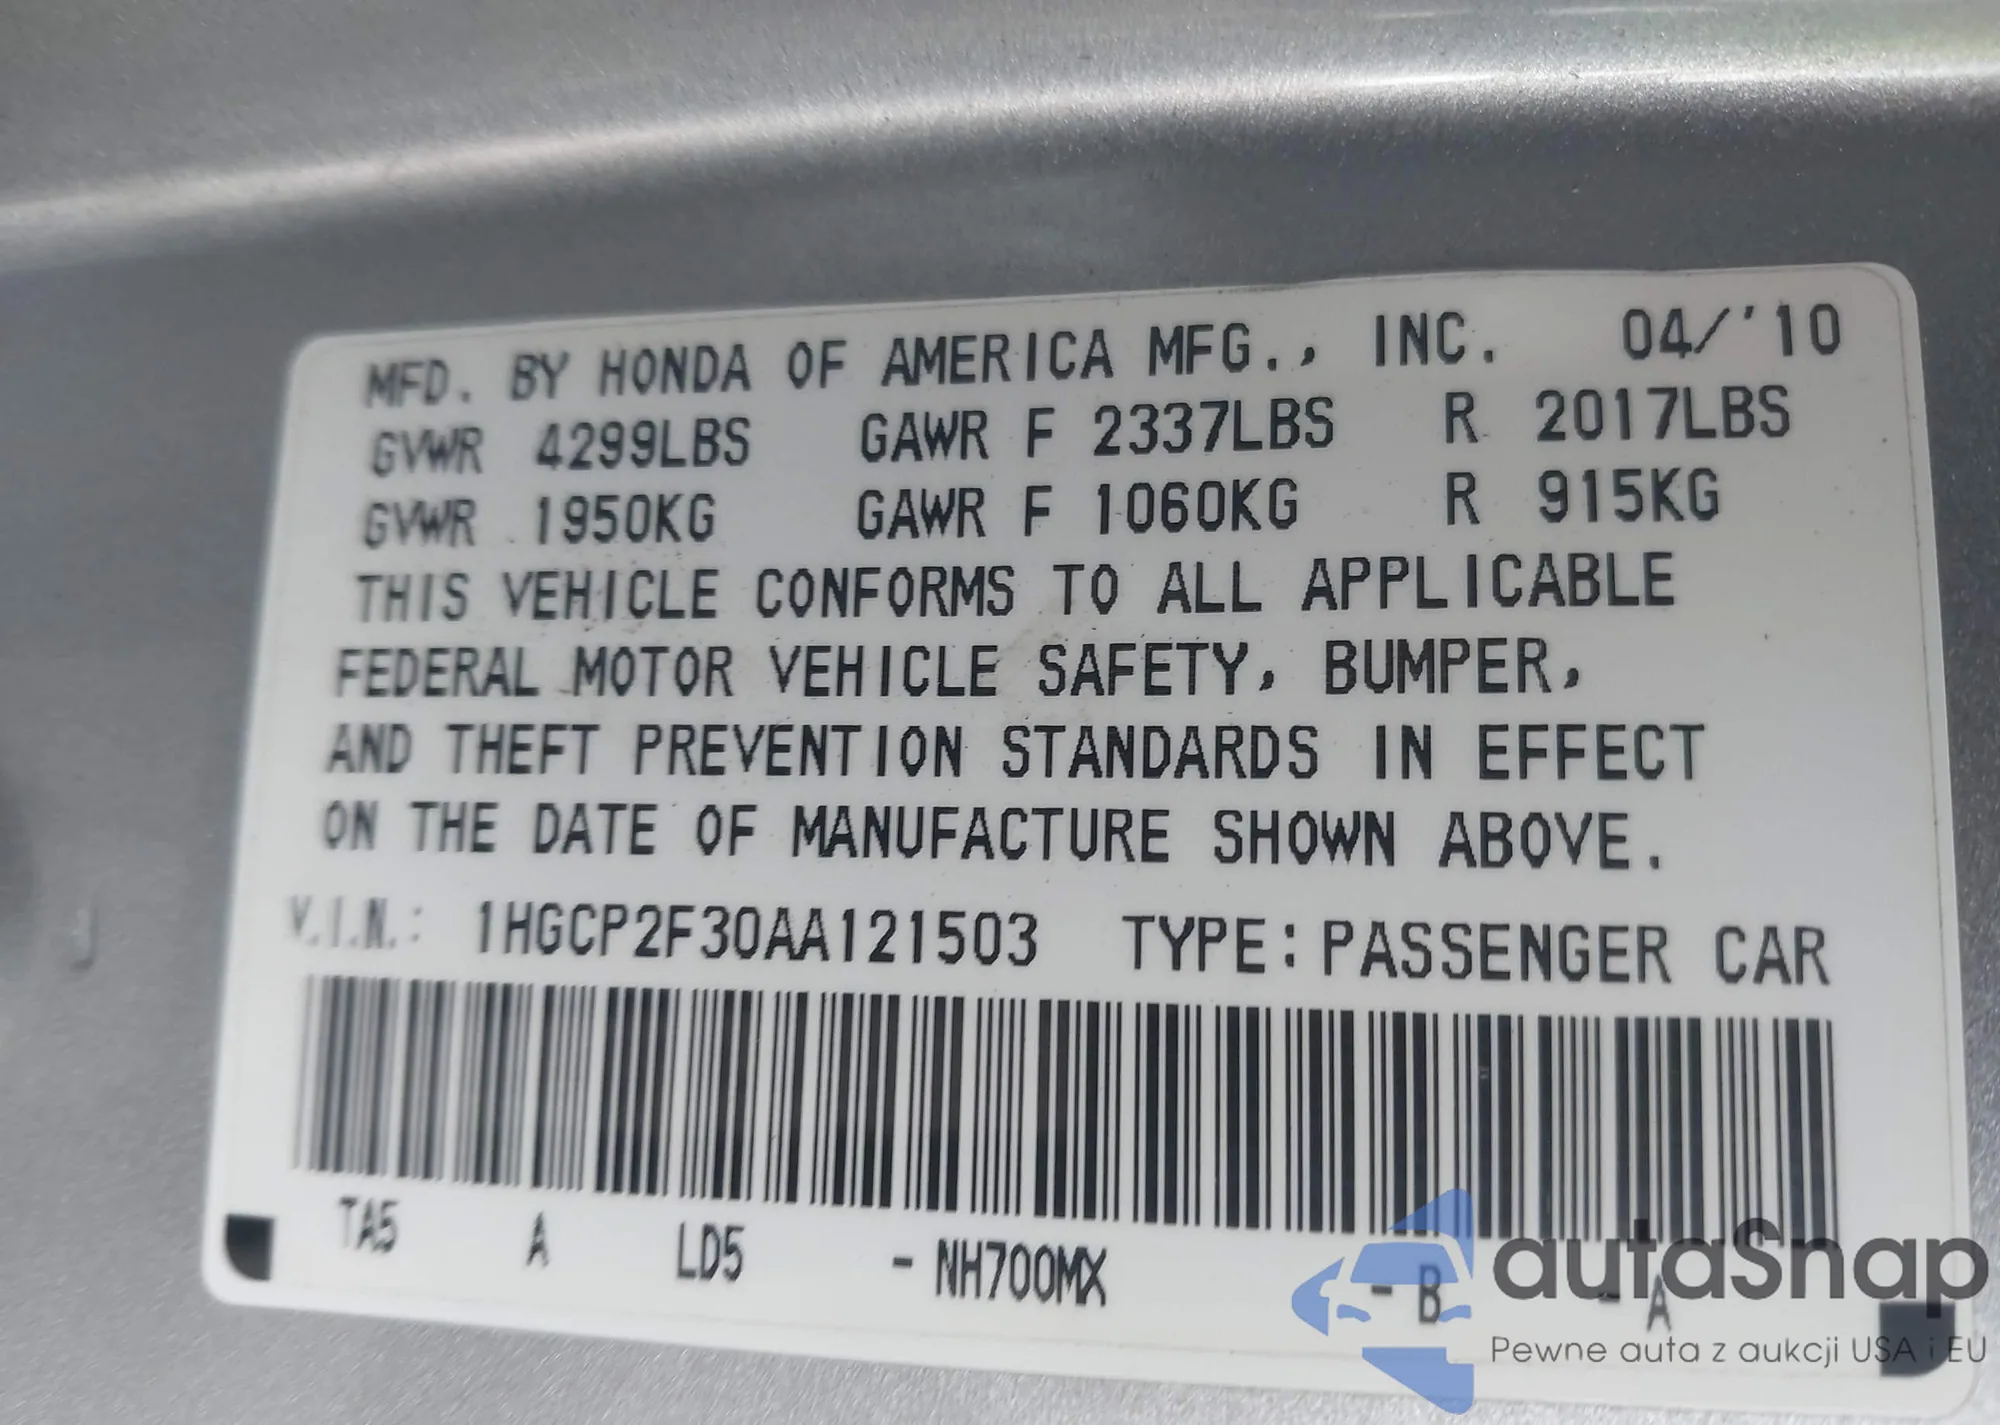 MFD. BY HONDA OF AMERICA MFG., INC. 04/'10
GVWR 4299LBS GAWR F 2337LBS R 2017LBS
GVWR 1950KG GAWR F 1060KG R 915KG
THIS VEHICLE CONFORMS TO ALL APPLICABLE
FEDERAL MOTOR VEHICLE SAFETY, BUMPER,
AND THEFT PREVENTION STANDARDS IN EFFECT
ON THE DATE OF MANUFACTURE SHOWN ABOVE.
V.I.N.: 1HGCP2F30AA121503 TYPE: PASSENGER CAR
TA5 A LD5 - NH700MX - B - A
autaSnap
Pewne auta z aukcji USA i EU